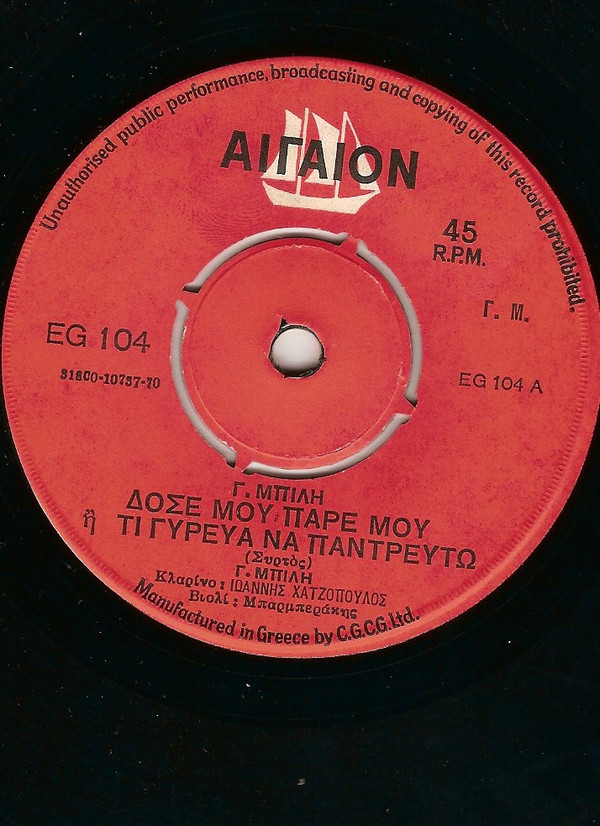 Unauthorised public performance, broadcasting and copying of this record prohibited.
ΑΙΓΑΙΟΝ
45
R.P.M.
Γ. Μ.
EG 104
81800-10737-70
EG 104 A
Γ. ΜΠΙΛΗ
ΔΟΣΕ ΜΟΥ ΠΑΡΕ ΜΟΥ
ἢ ΤΙ ΓΥΡΕΥΑ ΝΑ ΠΑΝΤΡΕΥΤΩ
(Συρτὸς)
Γ. ΜΠΙΛΗ
Κλαρίνο : ΙΩΑΝΝΗΣ ΧΑΤΖΟΠΟΥΛΟΣ
Βιολί : Μπαρμπεράκης
Manufactured in Greece by C.G.C.G. Ltd.